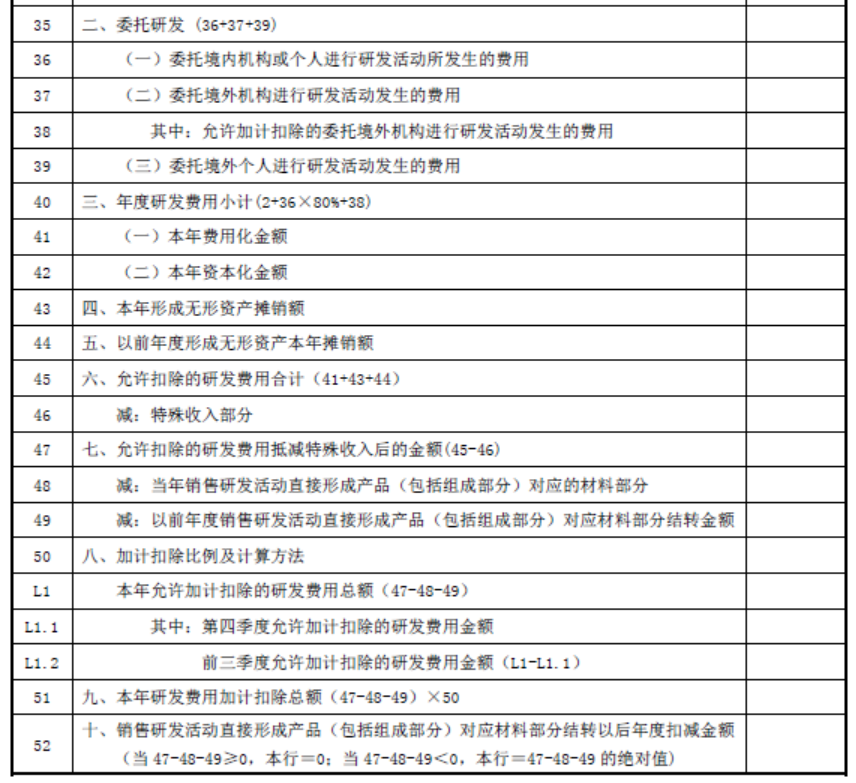 35 二、委托研发 (36+37+39)
36 （一）委托境内机构或个人进行研发活动所发生的费用
37 （二）委托境外机构进行研发活动发生的费用
38 其中：允许加计扣除的委托境外机构进行研发活动发生的费用
39 （三）委托境外个人进行研发活动发生的费用
40 三、年度研发费用小计(2+36×80%+38)
41 （一）本年费用化金额
42 （二）本年资本化金额
43 四、本年形成无形资产摊销额
44 五、以前年度形成无形资产本年摊销额
45 六、允许扣除的研发费用合计（41+43+44）
46 减：特殊收入部分
47 七、允许扣除的研发费用抵减特殊收入后的金额(45-46)
48 减：当年销售研发活动直接形成产品（包括组成部分）对应的材料部分
49 减：以前年度销售研发活动直接形成产品（包括组成部分）对应材料部分结转金额
50 八、加计扣除比例及计算方法
L1 本年允许加计扣除的研发费用总额（47-48-49）
L1.1 其中：第四季度允许加计扣除的研发费用金额
L1.2 前三季度允许加计扣除的研发费用金额（L1-L1.1）
51 九、本年研发费用加计扣除总额（47-48-49）×50
52 十、销售研发活动直接形成产品（包括组成部分）对应材料部分结转以后年度扣减金额
（当 47-48-49≥0，本行＝0；当 47-48-49＜0，本行＝47-48-49 的绝对值)